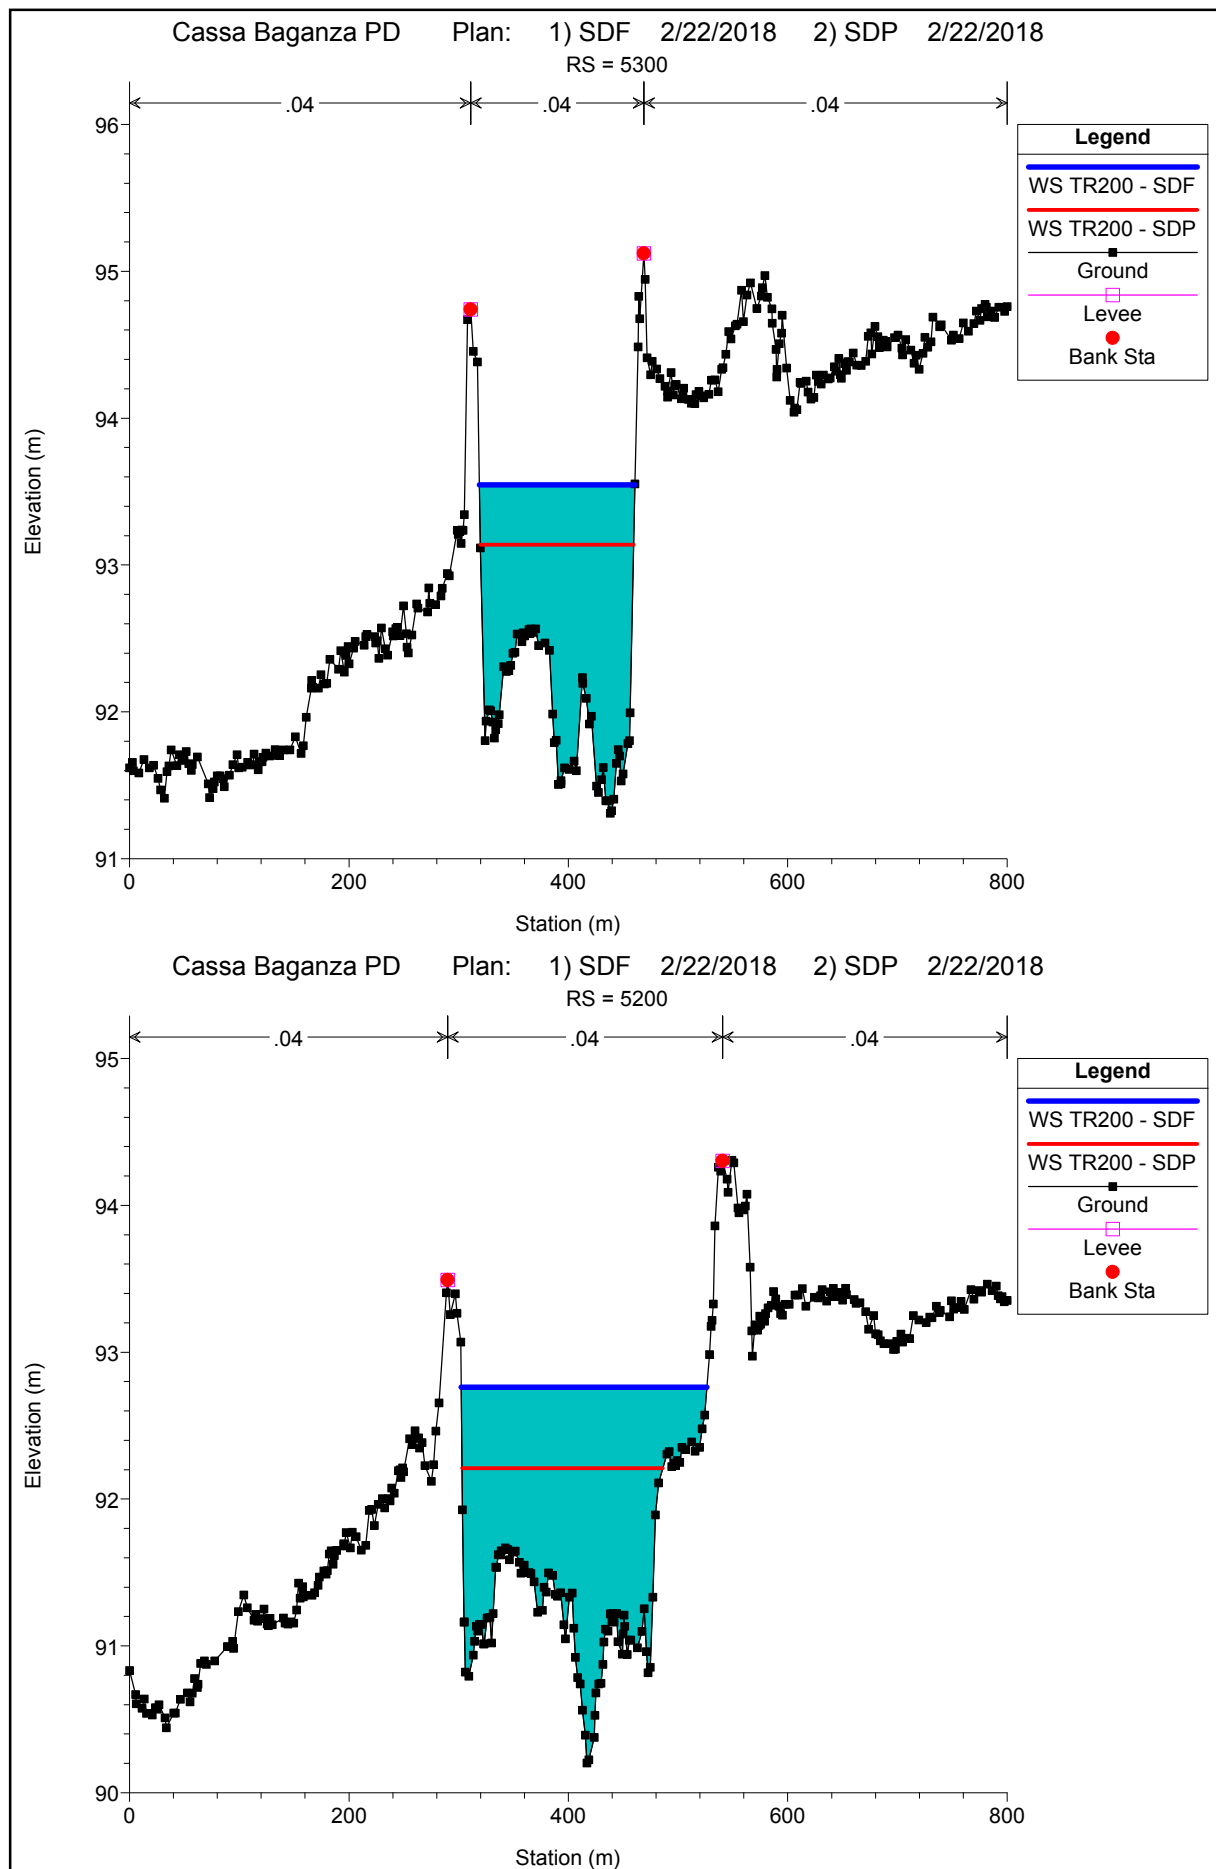 Cassa Baganza PD Plan: 1) SDF 2/22/2018 2) SDP 2/22/2018
RS = 5300
.04 .04 .04
96
95
94
93
92
91
Elevation (m)
0 200 400 600 800
Station (m)
Legend
WS TR200 - SDF
WS TR200 - SDP
Ground
Levee
Bank Sta
Cassa Baganza PD Plan: 1) SDF 2/22/2018 2) SDP 2/22/2018
RS = 5200
.04 .04 .04
95
94
93
92
91
90
Elevation (m)
0 200 400 600 800
Station (m)
Legend
WS TR200 - SDF
WS TR200 - SDP
Ground
Levee
Bank Sta